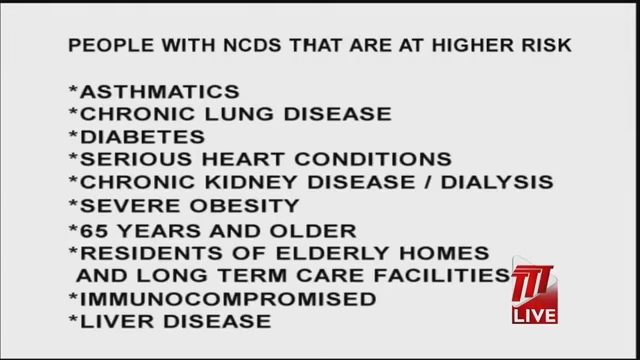 PEOPLE WITH NCDS THAT ARE AT HIGHER RISK
*ASTHMATICS
*CHRONIC LUNG DISEASE
*DIABETES
*SERIOUS HEART CONDITIONS
*CHRONIC KIDNEY DISEASE / DIALYSIS
*SEVERE OBESITY
*65 YEARS AND OLDER
*RESIDENTS OF ELDERLY HOMES
AND LONG TERM CARE FACILITIES
*IMMUNOCOMPROMISED
*LIVER DISEASE
TTT
LIVE